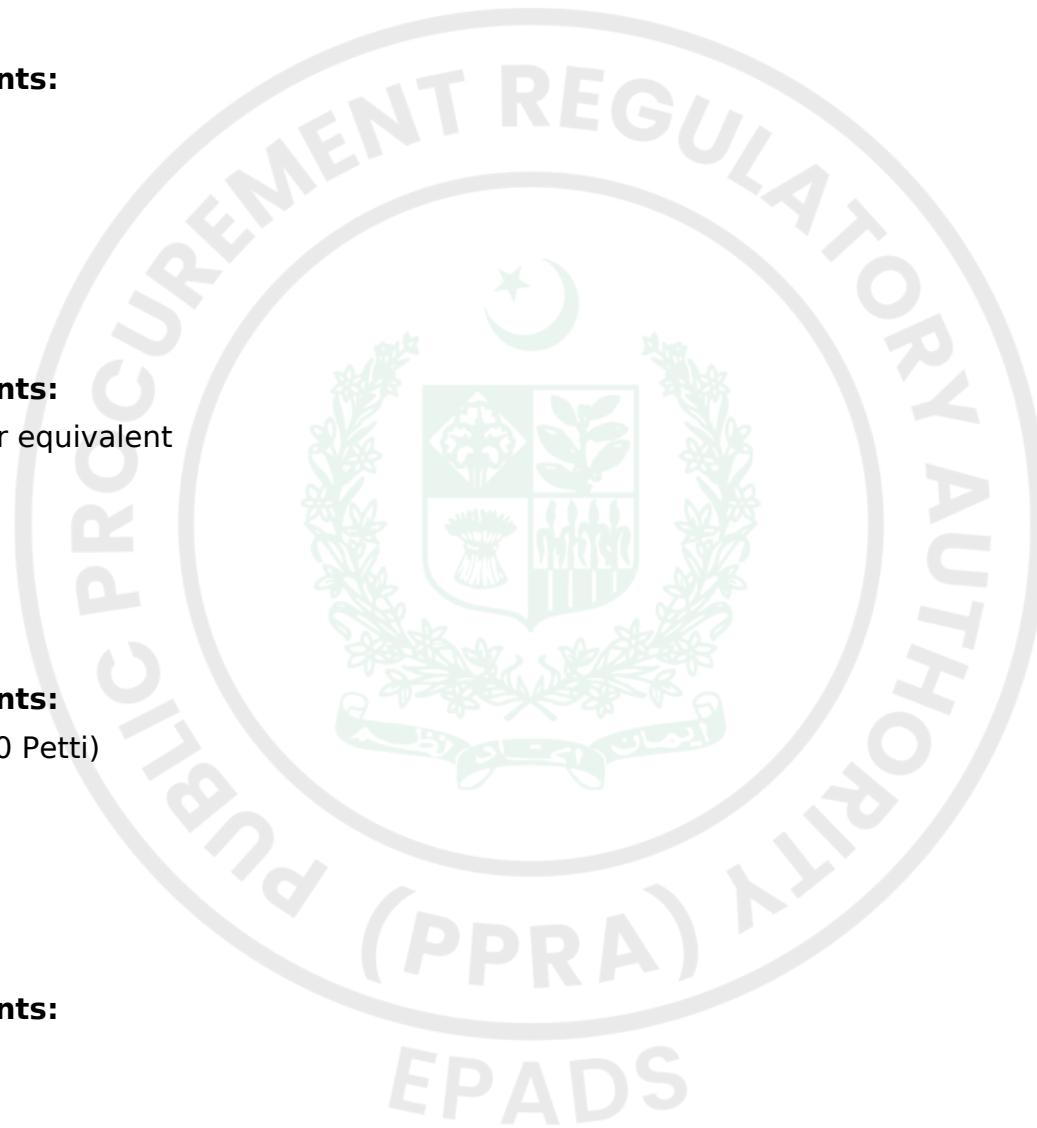 nts:
nts:
r equivalent
nts:
0 Petti)
nts:
PUBLIC PROCUREMENT REGULATORY AUTHORITY
(PPRA)
EPADS